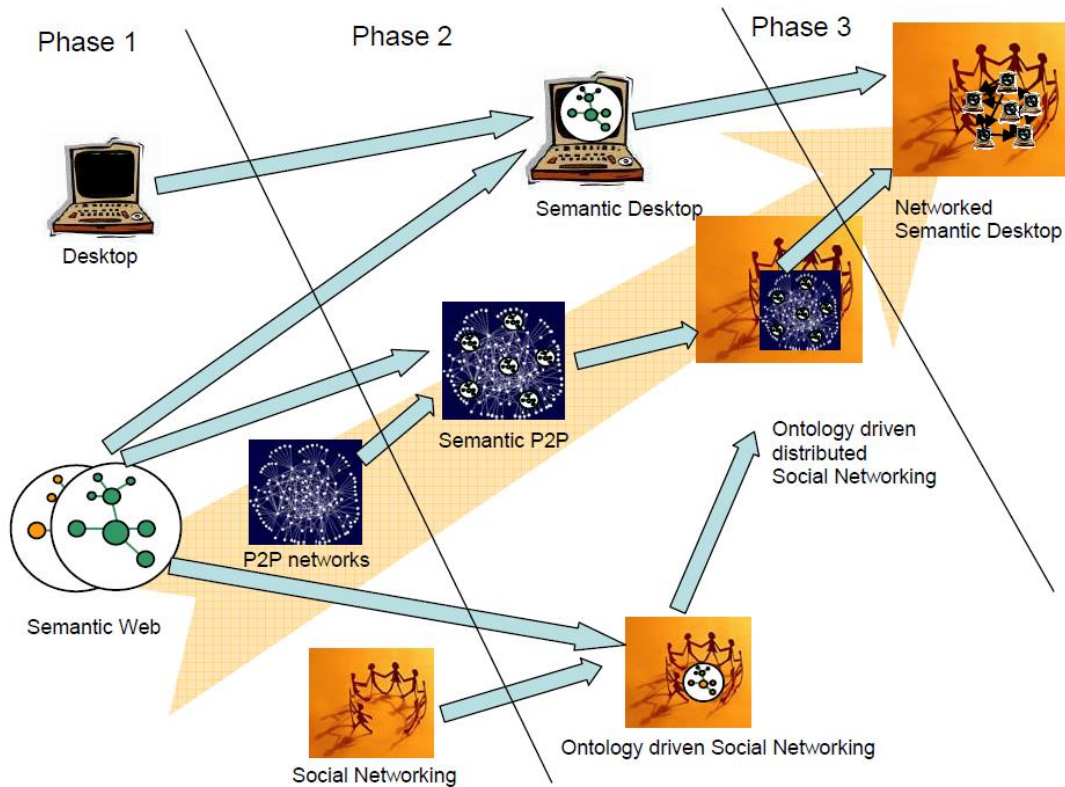 Phase 1
Phase 2
Phase 3
Desktop
Semantic Desktop
Networked
Semantic Desktop
Semantic P2P
P2P networks
Ontology driven
distributed
Social Networking
Semantic Web
Social Networking
Ontology driven Social Networking